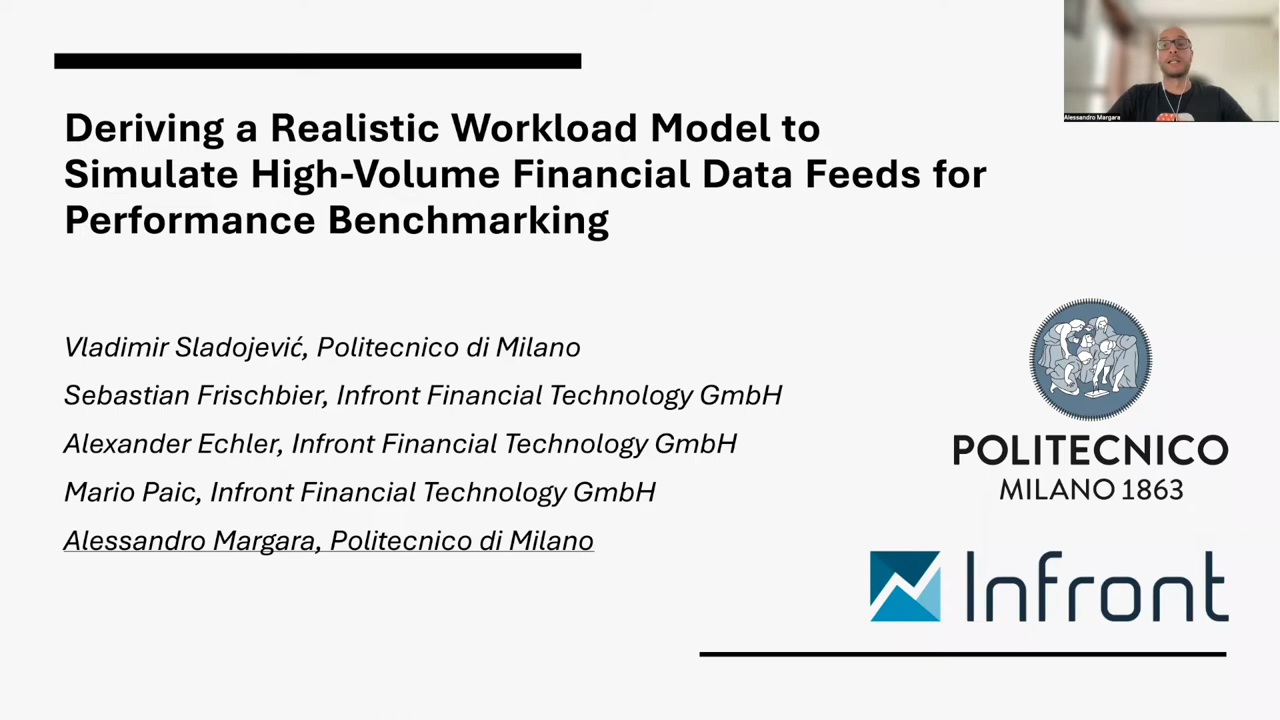 Alessandro Margara
Deriving a Realistic Workload Model to
Simulate High-Volume Financial Data Feeds for
Performance Benchmarking
Vladimir Sladojević, Politecnico di Milano
Sebastian Frischbier, Infront Financial Technology GmbH
Alexander Echler, Infront Financial Technology GmbH
Mario Paic, Infront Financial Technology GmbH
Alessandro Margara, Politecnico di Milano
POLITECNICO
MILANO 1863
Infront